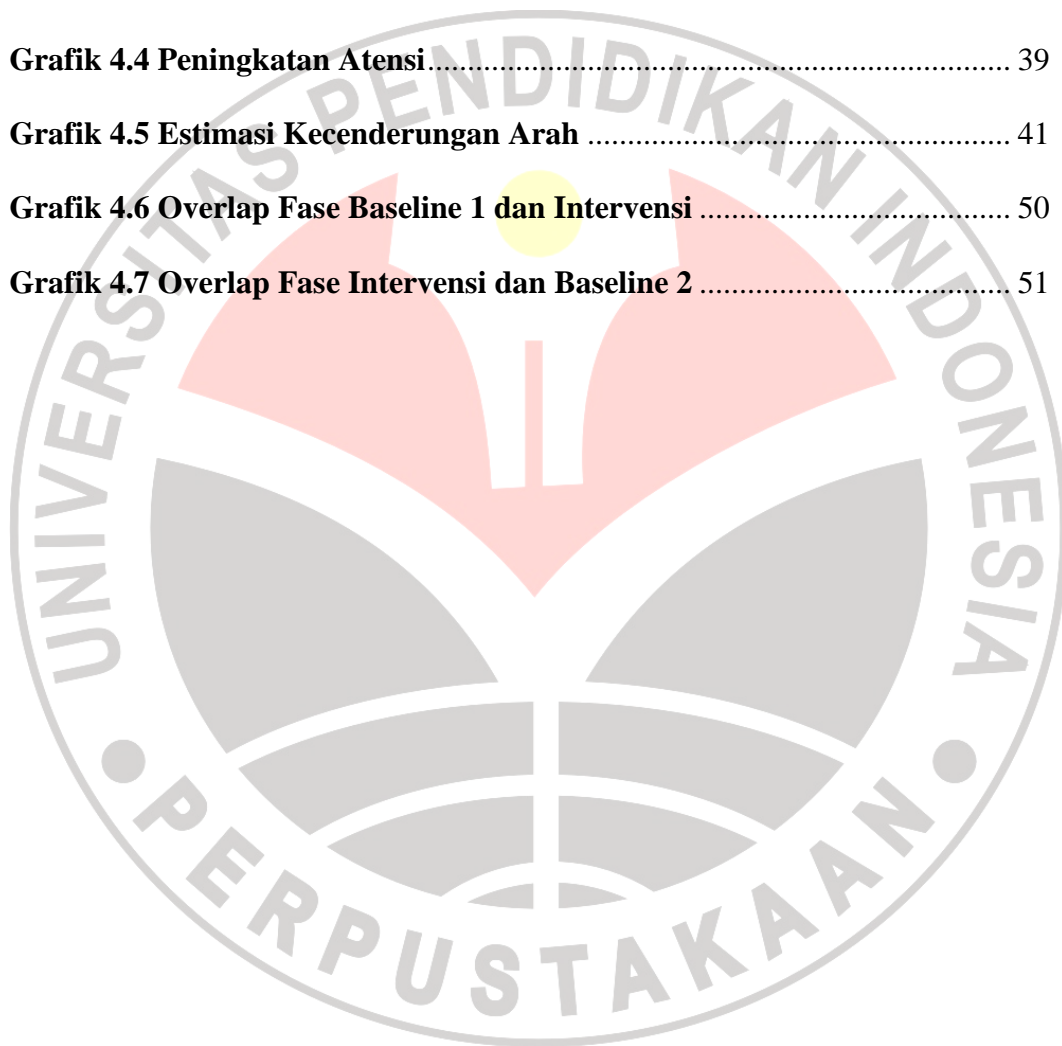 Grafik 4.4 Peningkatan Atensi........................................................................ 39
Grafik 4.5 Estimasi Kecenderungan Arah .................................................... 41
Grafik 4.6 Overlap Fase Baseline 1 dan Intervensi ...................................... 50
Grafik 4.7 Overlap Fase Intervensi dan Baseline 2 ...................................... 51
UNIVERSITAS PENDIDIKAN INDONESIA
PERPUSTAKAAN